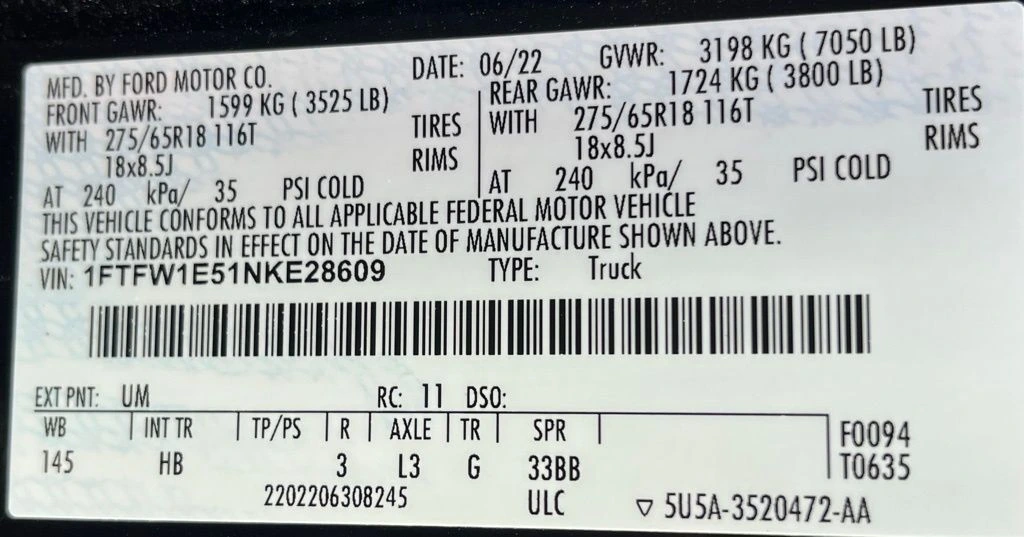 MFD. BY FORD MOTOR CO. DATE: 06/22 GVWR: 3198 KG ( 7050 LB)
FRONT GAWR: 1599 KG ( 3525 LB) REAR GAWR: 1724 KG ( 3800 LB)
WITH 275/65R18 116T TIRES WITH 275/65R18 116T TIRES
18x8.5J RIMS 18x8.5J RIMS
AT 240 kPa/ 35 PSI COLD AT 240 kPa/ 35 PSI COLD
THIS VEHICLE CONFORMS TO ALL APPLICABLE FEDERAL MOTOR VEHICLE
SAFETY STANDARDS IN EFFECT ON THE DATE OF MANUFACTURE SHOWN ABOVE.
VIN: 1FTFW1E51NKE28609 TYPE: Truck
EXT PNT: UM RC: 11 DSO:
WB INT TR TP/PS R AXLE TR SPR F0094
145 HB 3 L3 G 33BB T0635
2202206308245 ULC ▽ 5U5A-3520472-AA